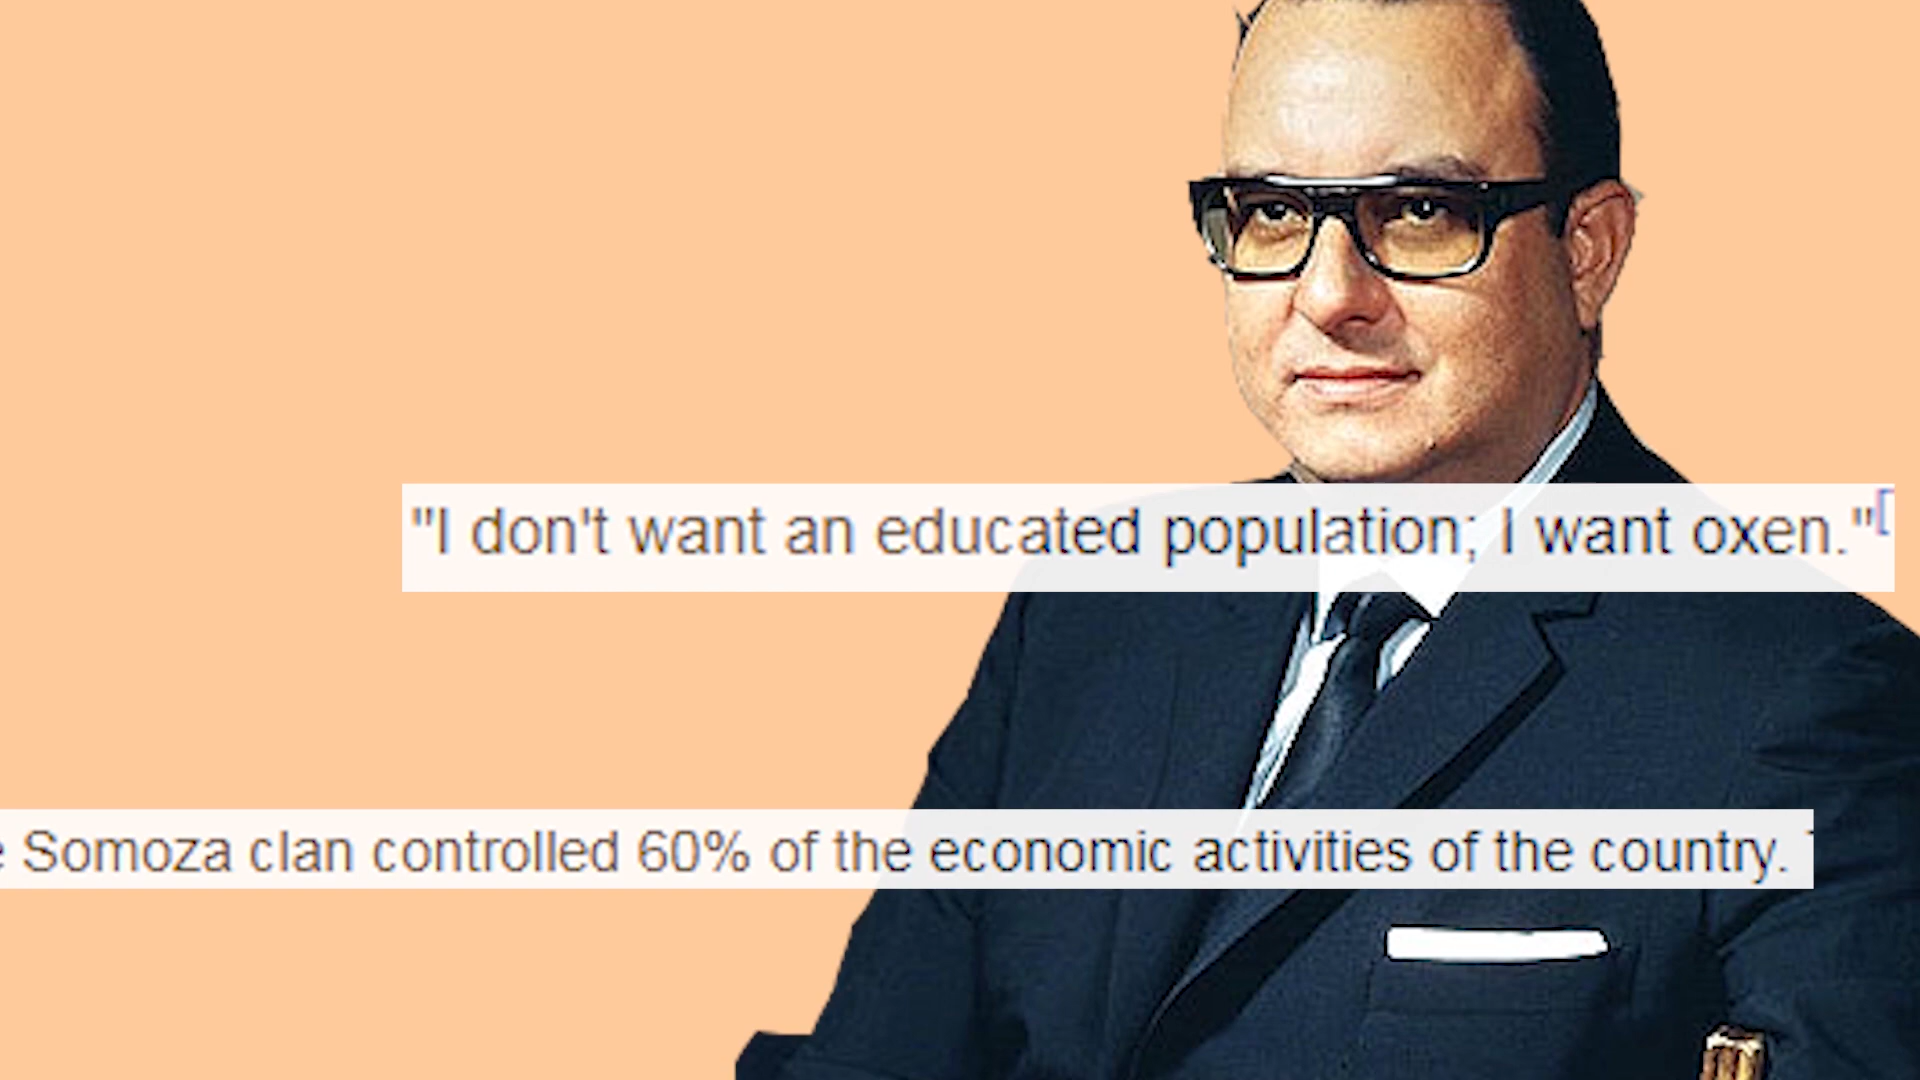 "I don't want an educated population; I want oxen."[
e Somoza clan controlled 60% of the economic activities of the country.